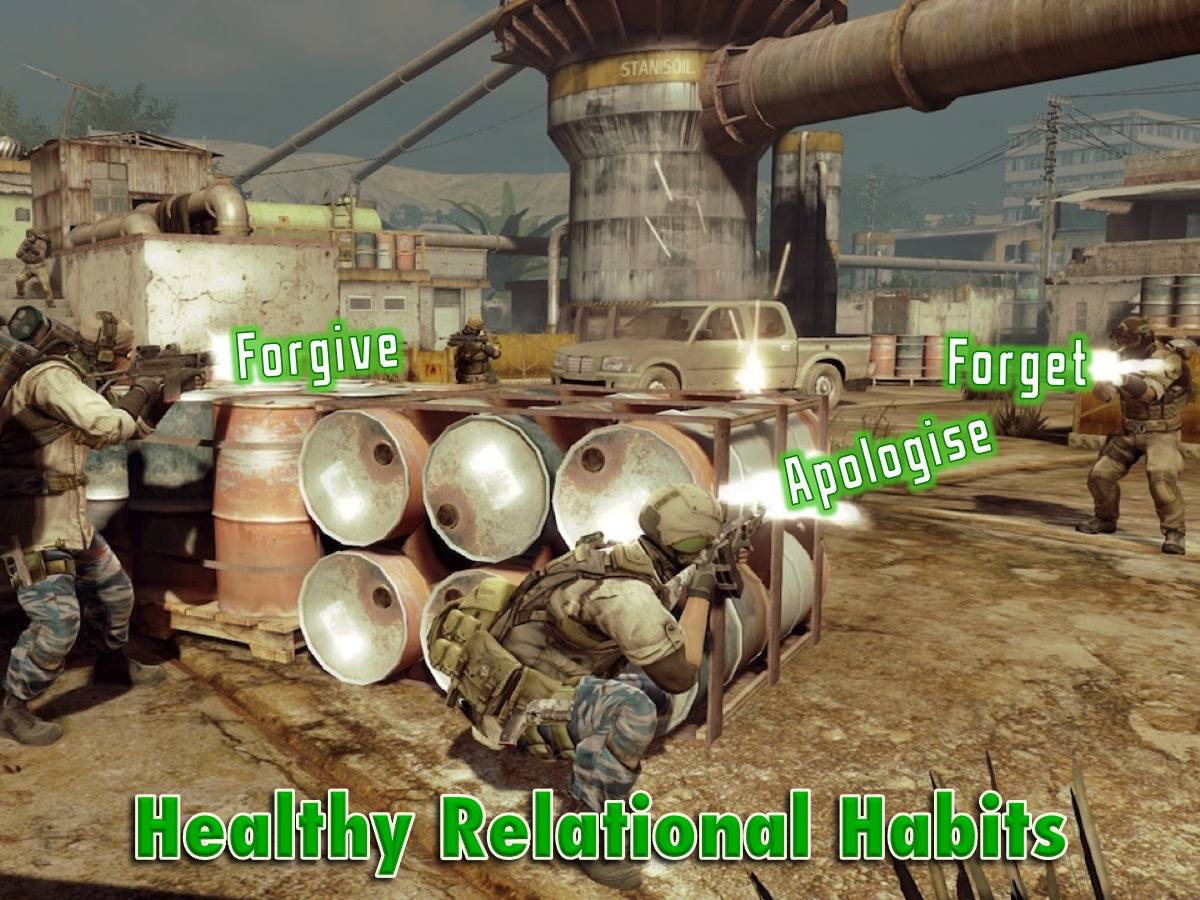 STANISOIL
Forgive
Forget
Apologise
Healthy Relational Habits